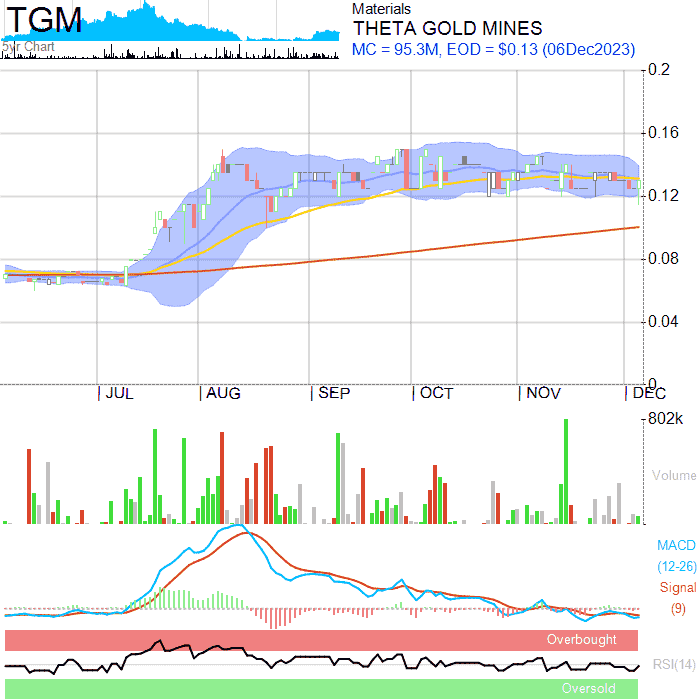 TGM
5yr Chart
Materials
THETA GOLD MINES
MC = 95.3M, EOD = $0.13 (06Dec2023)
0.2
0.16
0.12
0.08
0.04
0
JUL
AUG
SEP
OCT
NOV
DEC
802k
Volume
MACD
(12-26)
Signal
(9)
Overbought
RSI(14)
Oversold